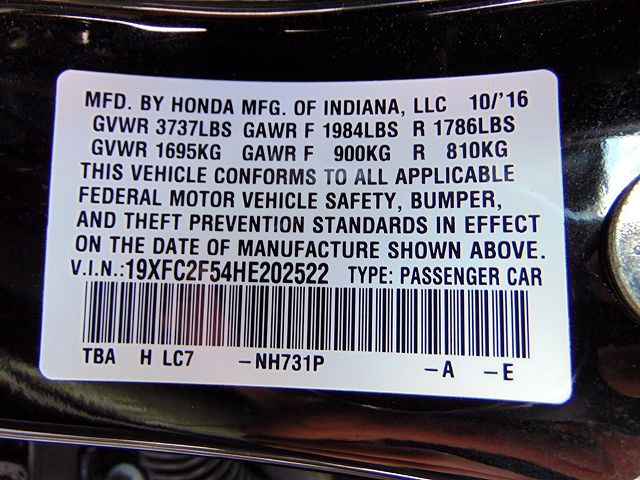 MFD. BY HONDA MFG. OF INDIANA, LLC 10/'16
GVWR 3737LBS GAWR F 1984LBS R 1786LBS
GVWR 1695KG GAWR F 900KG R 810KG
THIS VEHICLE CONFORMS TO ALL APPLICABLE
FEDERAL MOTOR VEHICLE SAFETY, BUMPER,
AND THEFT PREVENTION STANDARDS IN EFFECT
ON THE DATE OF MANUFACTURE SHOWN ABOVE.
V.I.N.:19XFC2F54HE202522 TYPE: PASSENGER CAR
TBA H LC7 -NH731P -A -E